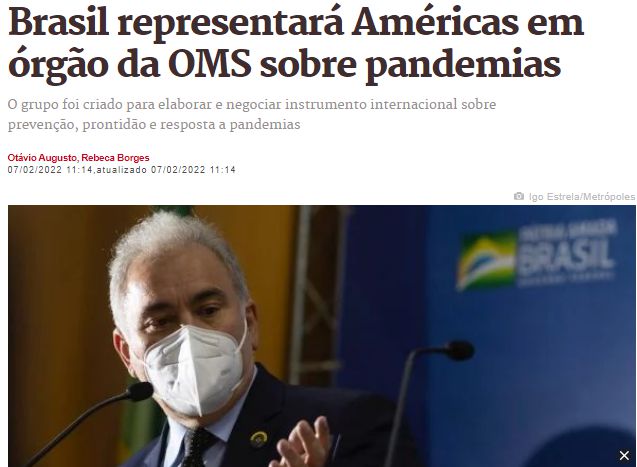 Brasil representará Américas em
órgão da OMS sobre pandemias
O grupo foi criado para elaborar e negociar instrumento internacional sobre
prevenção, prontidão e resposta a pandemias
Otávio Augusto, Rebeca Borges
07/02/2022 11:14,atualizado 07/02/2022 11:14
Igo Estrela/Metrópoles
PÁTRIA AMADA
BRASIL
GOVERNO FEDERAL